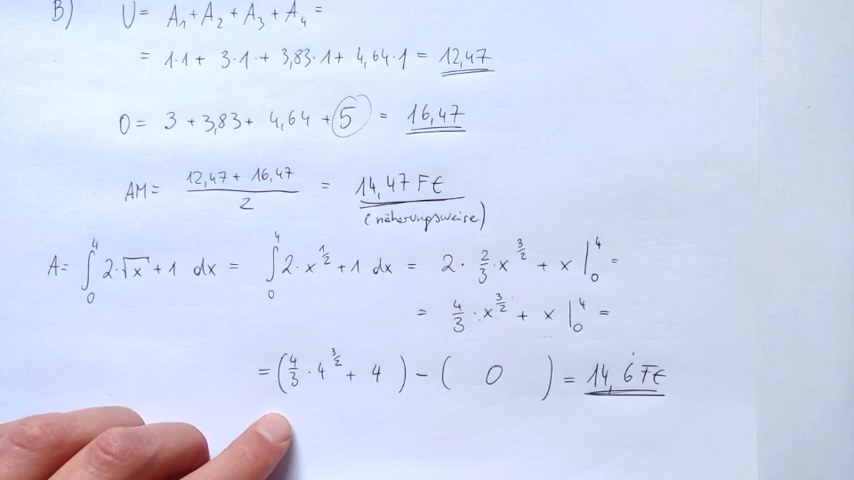 B) U = A₁ + A₂ + A₃ + A₄ =
= 1·1 + 3·1 + 3,83·1 + 4,64·1 = 12,47
O = 3 + 3,83 + 4,64 + 5 = 16,47
AM = (12,47 + 16,47)/2 = 14,47 FE
(näherungsweise)
A = ∫₀⁴ 2·√x + 1 dx = ∫₀⁴ 2·x^(1/2) + 1 dx = 2· 2/3 ·x^(3/2) + x |₀⁴ =
= 4/3 ·x^(3/2) + x |₀⁴ =
= (4/3 · 4^(3/2) + 4) − ( 0 ) = 14,6̇ FE